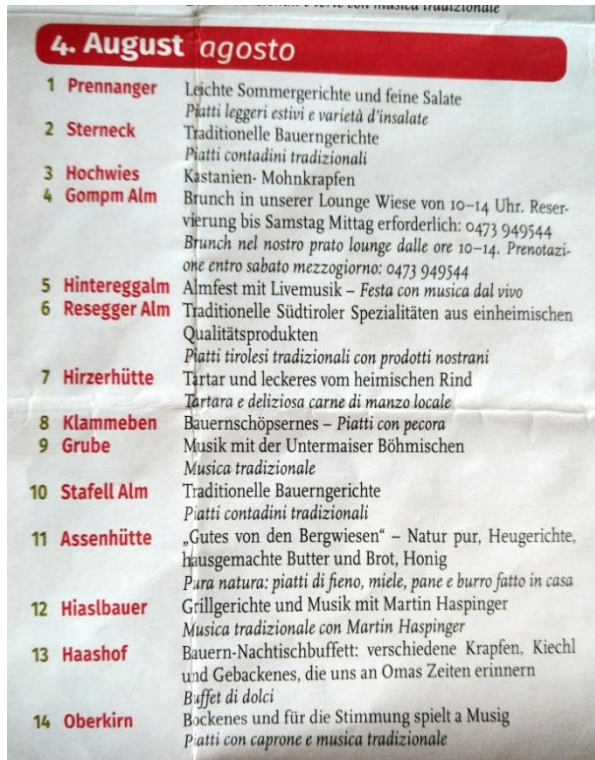 con musica tradizionale
4. August agosto
1 Prennanger Leichte Sommergerichte und feine Salate
Piatti leggeri estivi e varietà d'insalate
2 Sterneck Traditionelle Bauerngerichte
Piatti contadini tradizionali
3 Hochwies Kastanien- Mohnkrapfen
4 Gompm Alm Brunch in unserer Lounge Wiese von 10–14 Uhr. Reser-
vierung bis Samstag Mittag erforderlich: 0473 949544
Brunch nel nostro prato lounge dalle ore 10–14. Prenotazi-
one entro sabato mezzogiorno: 0473 949544
5 Hintereggalm Almfest mit Livemusik – Festa con musica dal vivo
6 Resegger Alm Traditionelle Südtiroler Spezialitäten aus einheimischen
Qualitätsprodukten
Piatti tirolesi tradizionali con prodotti nostrani
7 Hirzerhütte Tartar und leckeres vom heimischen Rind
Tartara e deliziosa carne di manzo locale
8 Klammeben Bauernschöpsernes – Piatti con pecora
9 Grube Musik mit der Untermaiser Böhmischen
Musica tradizionale
10 Stafell Alm Traditionelle Bauerngerichte
Piatti contadini tradizionali
11 Assenhütte „Gutes von den Bergwiesen“ – Natur pur, Heugerichte,
hausgemachte Butter und Brot, Honig
Pura natura: piatti di fieno, miele, pane e burro fatto in casa
12 Hiaslbauer Grillgerichte und Musik mit Martin Haspinger
Musica tradizionale con Martin Haspinger
13 Haashof Bauern-Nachtischbuffett: verschiedene Krapfen, Kiechl
und Gebackenes, die uns an Omas Zeiten erinnern
Buffet di dolci
14 Oberkirn Bockenes und für die Stimmung spielt a Musig
Piatti con caprone e musica tradizionale